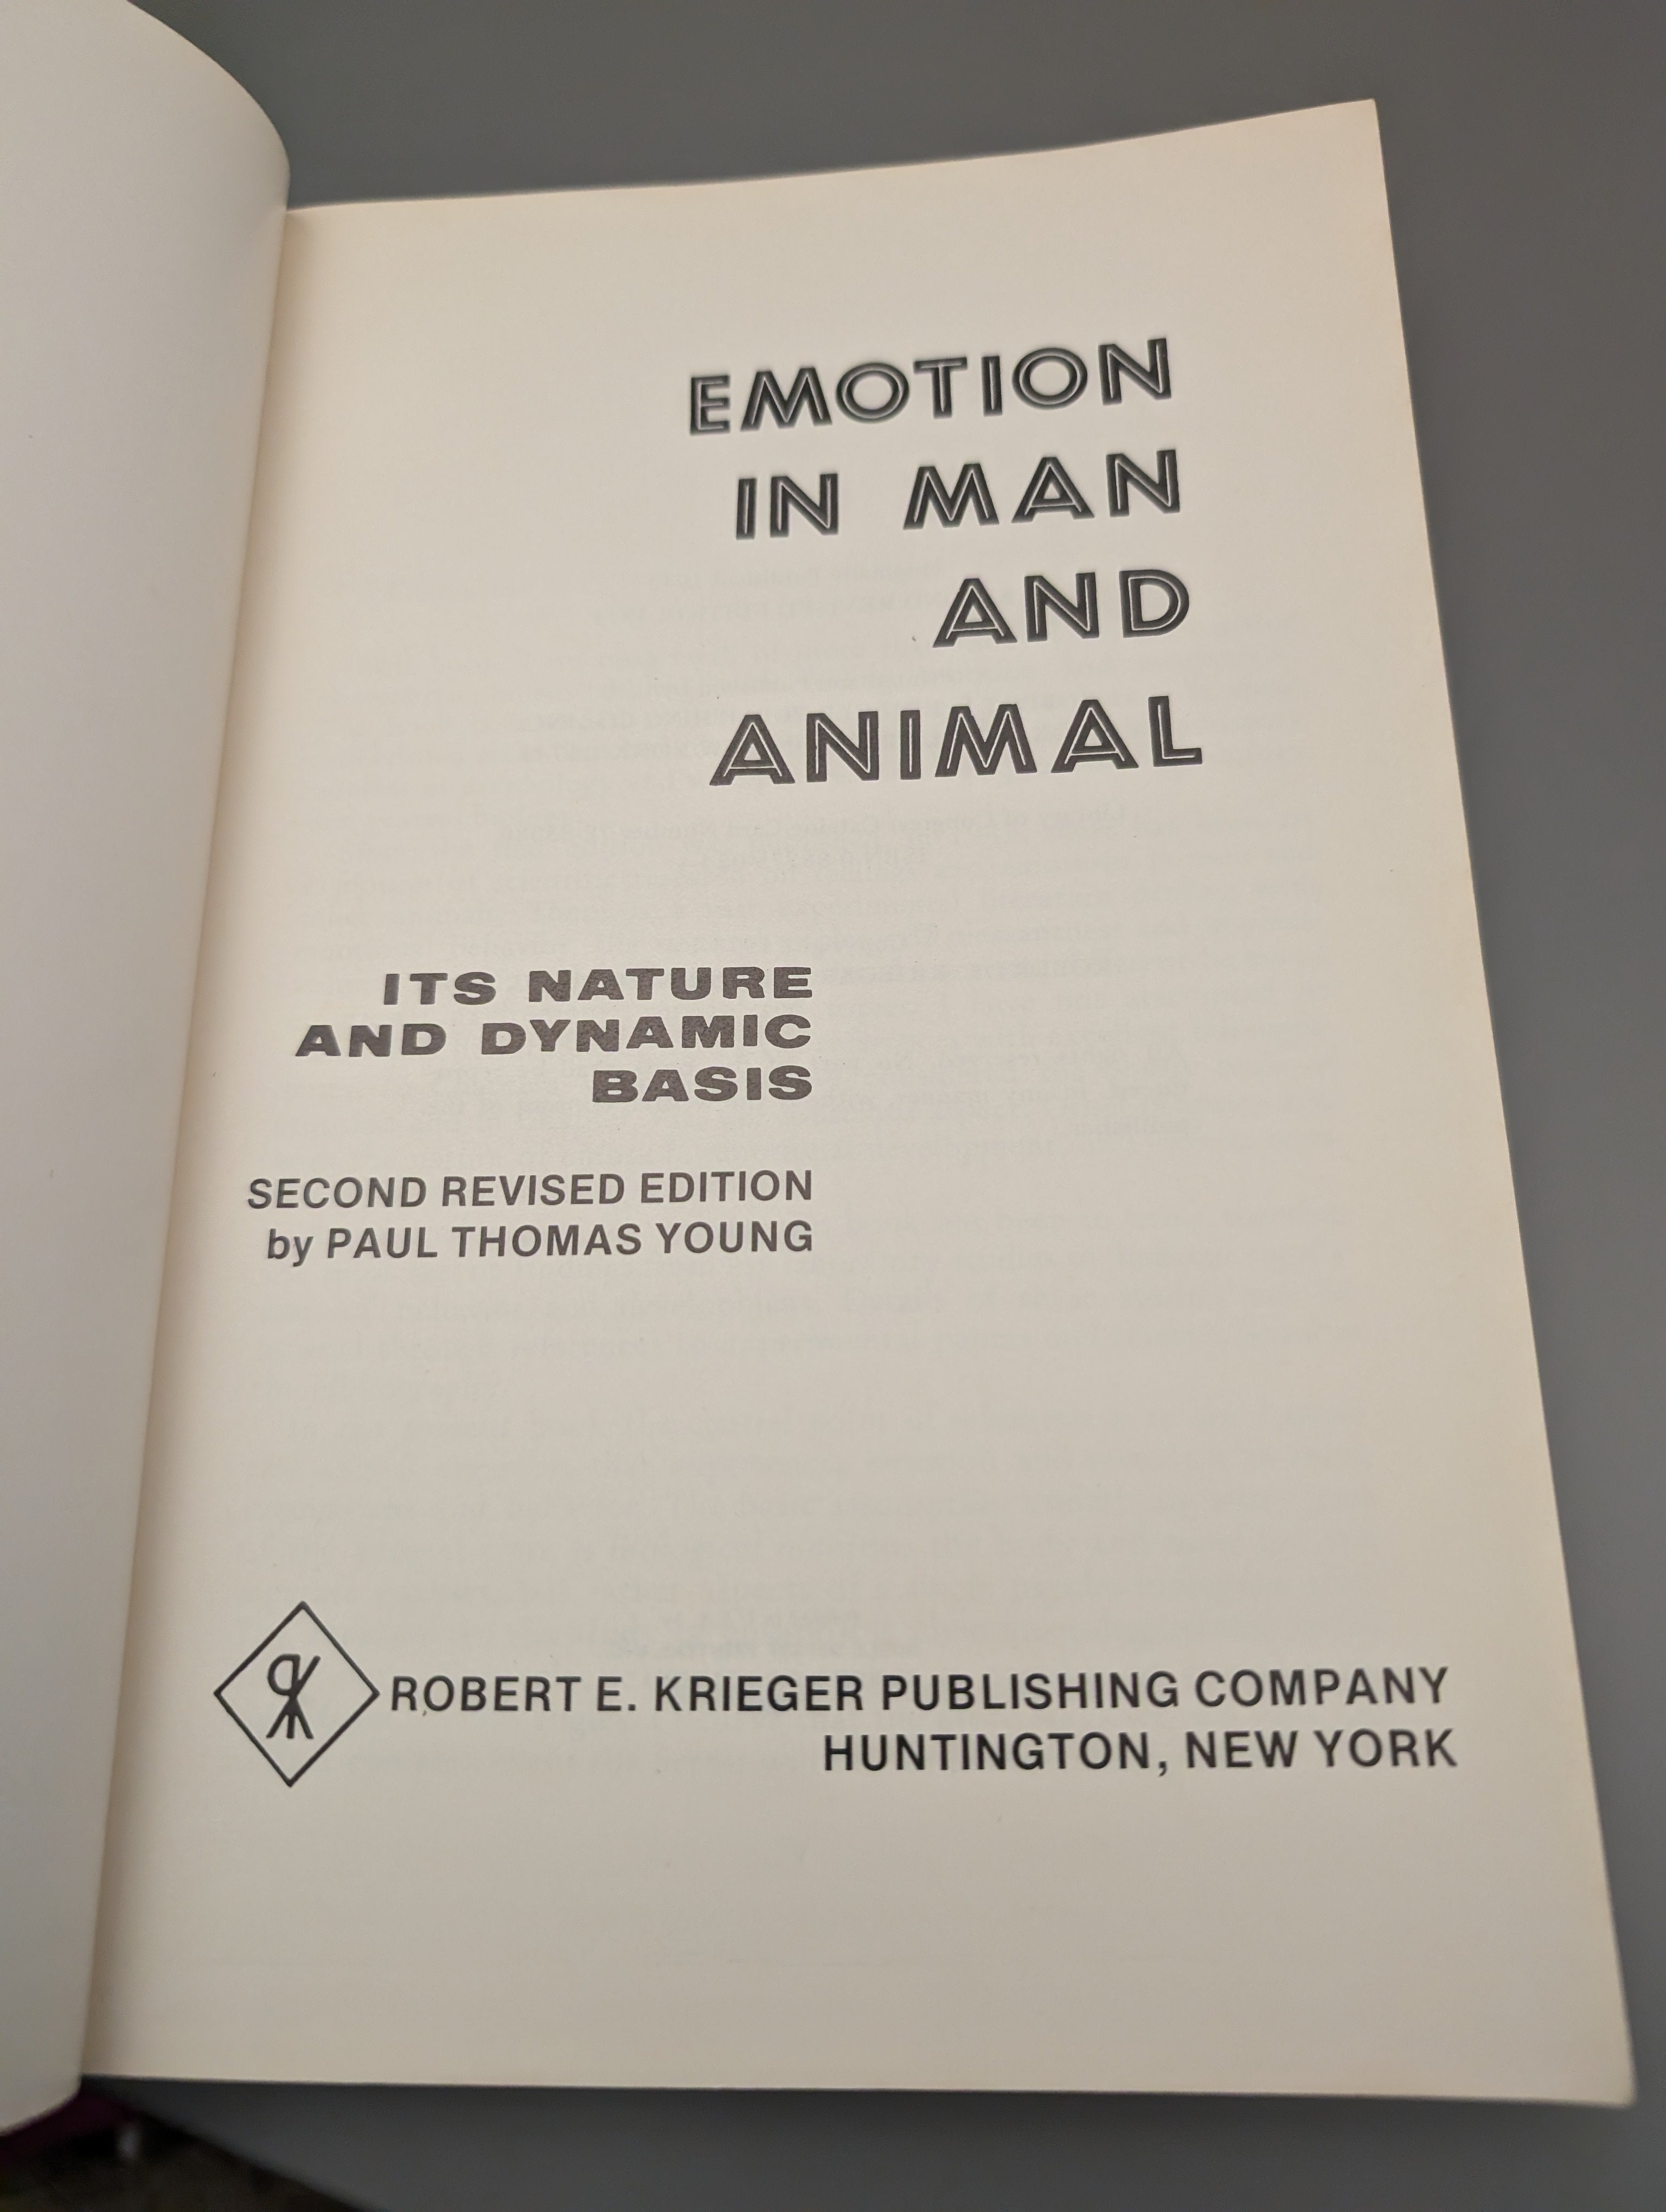 EMOTION
IN MAN
AND
ANIMAL
ITS NATURE
AND DYNAMIC
BASIS
SECOND REVISED EDITION
by PAUL THOMAS YOUNG
ROBERT E. KRIEGER PUBLISHING COMPANY
HUNTINGTON, NEW YORK